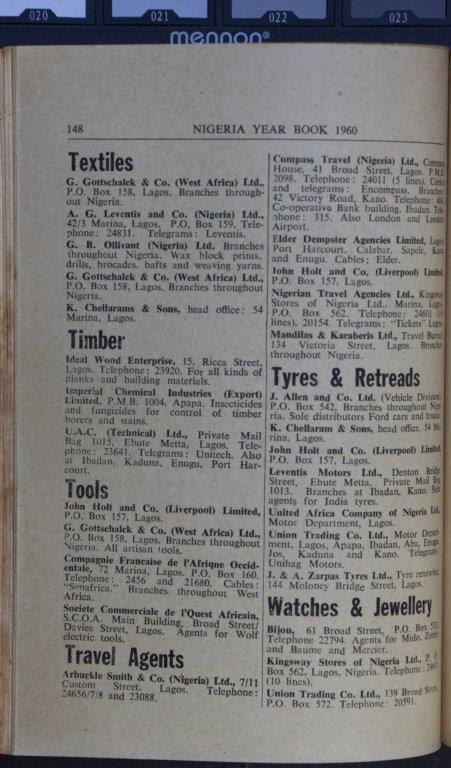 020
021
022
023
mennon®
148
NIGERIA YEAR BOOK 1960
Textiles
G. Gottschalck & Co. (West Africa) Ltd.,
P.O. Box 158, Lagos. Branches through-
out Nigeria.
A. G. Leventis and Co. (Nigeria) Ltd.,
42/3 Marina, Lagos. P.O. Box 159, Tele-
phone: 24831. Telegrams: Leventis.
G. B. Ollivant (Nigeria) Ltd. Branches
throughout Nigeria. Wax block prints,
drills, brocades, bafts and weaving yarns.
G. Gottschalck & Co. (West Africa) Ltd.,
P.O. Box 158, Lagos. Branches throughout
Nigeria.
K. Chellarams & Sons, head office: 54
Marina, Lagos.
Timber
Ideal Wood Enterprise, 15, Ricca Street,
Lagos. Telephone: 23920. For all kinds of
planks and building materials.
Imperial Chemical Industries (Export)
Limited, P.M.B. 1004, Apapa. Insecticides
and fungicides for control of timber
borers and stains.
U.A.C. (Technical) Ltd., Private Mail
Bag 1015, Ebute Metta, Lagos, Tele-
phone: 23641. Telegrams: Unitech. Also
at Ibadan, Kaduna, Enugu, Port Har-
court.
Tools
John Holt and Co. (Liverpool) Limited,
P.O. Box 157, Lagos.
G. Gottschalck & Co. (West Africa) Ltd.,
P.O. Box 158, Lagos. Branches throughout
Nigeria. All artisan tools.
Compagnie Francaise de l'Afrique Occid-
entale, 72 Marina, Lagos. P.O. Box 160.
Telephone: 2456 and 21680. Cables:
"Senafrica." Branches throughout West
Africa.
Societe Commerciale de l'Quest Africain,
S.C.O.A. Main Building, Broad Street/
Davies Street, Lagos. Agents for Wolf
electric tools.
Travel Agents
Arbuckle Smith & Co. (Nigeria) Ltd., 7/11
Custom Street, Lagos. Telephone:
24656/7/8 and 23088.
Compass Travel (Nigeria) Ltd.,
House, 41 Broad Street, Lagos. P.M.B.
2098. Telephone: 24011 (5 lines). Cables
and telegrams: Encompass. Branches
42 Victory Road, Kano. Telephone:
Co-operative Bank building, Ibadan. Tele-
phone: 315. Also London and London
Airport.
Elder Dempster Agencies Limited, Lagos
Port Harcourt, Calabar, Sapele, Kano
and Enugu. Cables: Elder.
John Holt and Co. (Liverpool) Limited,
P.O. Box 157, Lagos.
Nigerian Travel Agencies Ltd., Kingsway
Stores of Nigeria Ltd., Marina, Lagos.
P.O. Box 562. Telephone: 24601 (10
lines), 20154. Telegrams: "Tickets" Lagos.
Mandilas & Karaberis Ltd., Travel Bureau
134 Victoria Street, Lagos. Branches
throughout Nigeria.
Tyres & Retreads
J. Allen and Co. Ltd. (Vehicle Division)
P.O. Box 542, Branches throughout Nige-
ria. Sole distributors Ford cars and trucks.
K. Chellaram & Sons, head office, 54 Ma-
rina, Lagos.
John Holt and Co. (Liverpool) Limited,
P.O. Box 157, Lagos.
Leventis Motors Ltd., Denton Bridge
Street, Ebute Metta. Private Mail Bag
1013. Branches at Ibadan, Kano. Sole
agents for India tyres.
United Africa Company of Nigeria Ltd.,
Motor Department, Lagos.
Union Trading Co. Ltd., Motor Depart-
ment, Lagos, Apapa, Ibadan, Aba, Enugu,
Jos, Kaduna and Kano. Telegrams:
Unihag Motors.
J. & A. Zarpas Tyres Ltd., Tyre renewing
144 Moloney Bridge Street, Lagos.
Watches & Jewellery
Bijou, 61 Broad Street, P.O. Box
Telephone 22794. Agents for Mido, Zenith
and Baume and Mercier.
Kingsway Stores of Nigeria Ltd., P. O.
Box 562, Lagos, Nigeria. Telephone:
(10 lines).
Union Trading Co. Ltd., 139 Broad Street,
P.O. Box 572. Telephone: 20591.